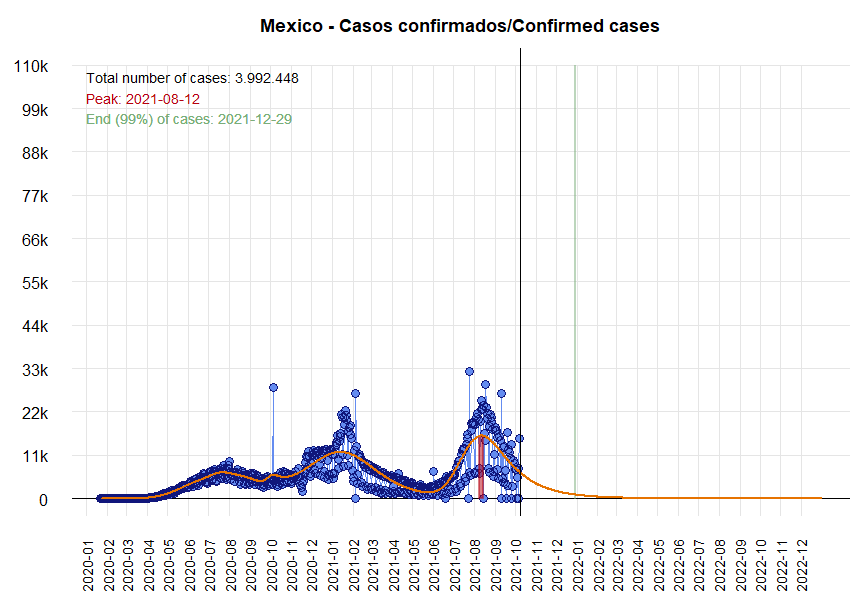 Mexico - Casos confirmados/Confirmed cases
110k
99k
88k
77k
66k
55k
44k
33k
22k
11k
0
Total number of cases: 3.992.448
Peak: 2021-08-12
End (99%) of cases: 2021-12-29
2020-01
2020-02
2020-03
2020-04
2020-05
2020-06
2020-07
2020-08
2020-09
2020-10
2020-11
2020-12
2021-01
2021-02
2021-03
2021-04
2021-05
2021-06
2021-07
2021-08
2021-09
2021-10
2021-11
2021-12
2022-01
2022-02
2022-03
2022-04
2022-05
2022-06
2022-07
2022-08
2022-09
2022-10
2022-11
2022-12